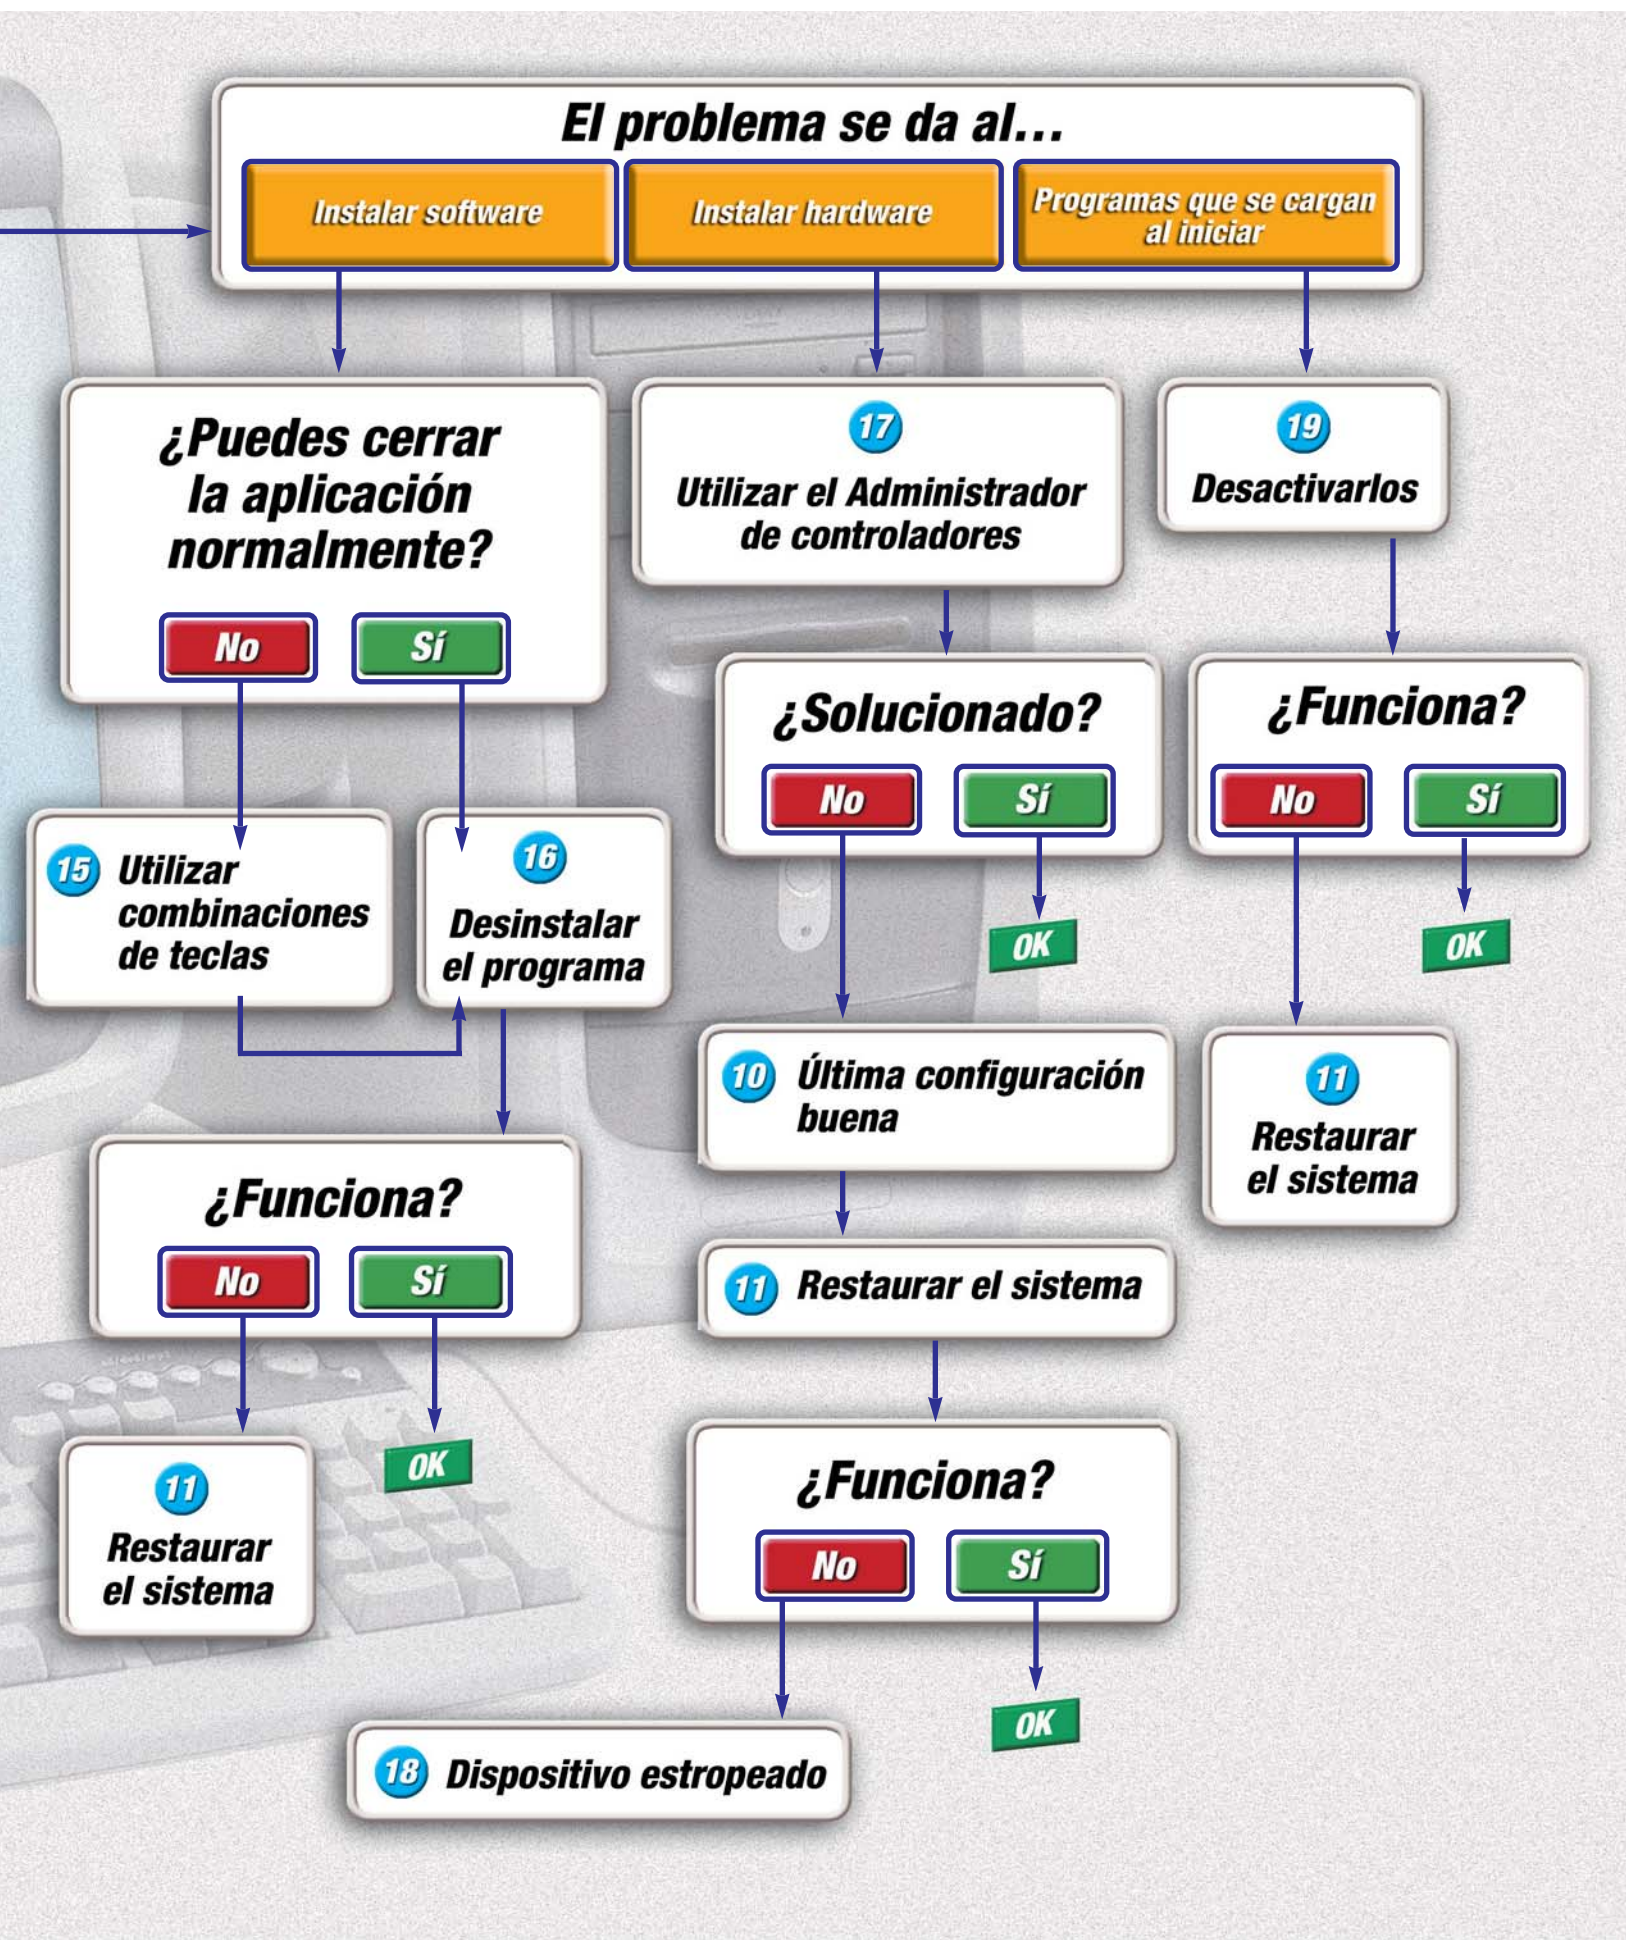 El problema se da al...
Instalar software
Instalar hardware
Programas que se cargan
al iniciar
¿Puedes cerrar
la aplicación
normalmente?
No
Sí
17
Utilizar el Administrador
de controladores
19
Desactivarlos
¿Solucionado?
No
Sí
¿Funciona?
No
Sí
15
Utilizar
combinaciones
de teclas
16
Desinstalar
el programa
OK
OK
10
Última configuración
buena
11
Restaurar
el sistema
¿Funciona?
No
Sí
11
Restaurar el sistema
11
Restaurar
el sistema
OK
¿Funciona?
No
Sí
18
Dispositivo estropeado
OK